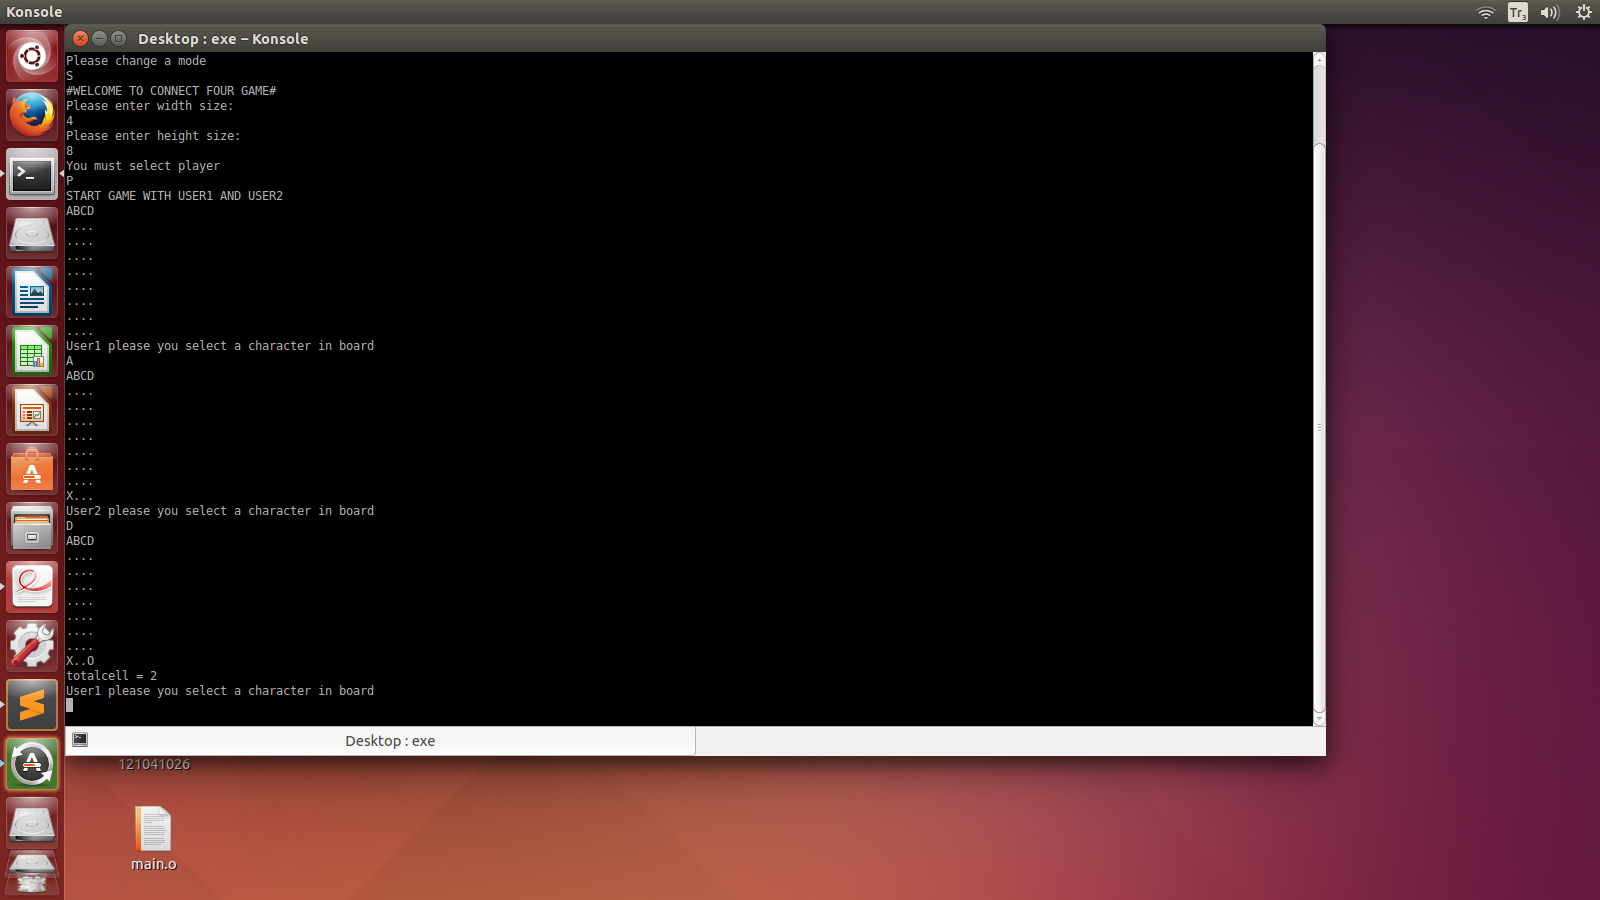 Konsole
Tr3
Desktop : exe – Konsole
Please change a mode
S
#WELCOME TO CONNECT FOUR GAME#
Please enter width size:
4
Please enter height size:
8
You must select player
P
START GAME WITH USER1 AND USER2
ABCD
....
....
....
....
....
....
....
....
User1 please you select a character in board
A
ABCD
....
....
....
....
....
....
....
X...
User2 please you select a character in board
D
ABCD
....
....
....
....
....
....
....
X..O
totalcell = 2
User1 please you select a character in board
Desktop : exe
121041026
main.o